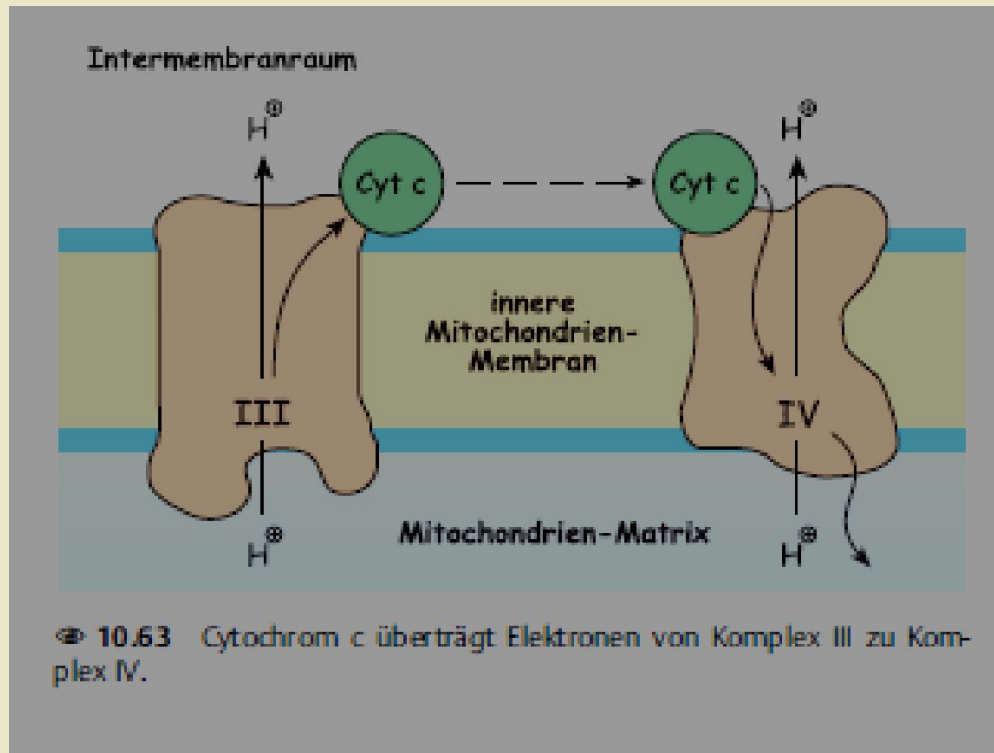 Intermembranraum
H⊕
H⊕
Cyt c
Cyt c
innere
Mitochondrien-
Membran
III
IV
Mitochondrien-Matrix
H⊕
H⊕
10.63 Cytochrom c überträgt Elektronen von Komplex III zu Kom-
plex IV.